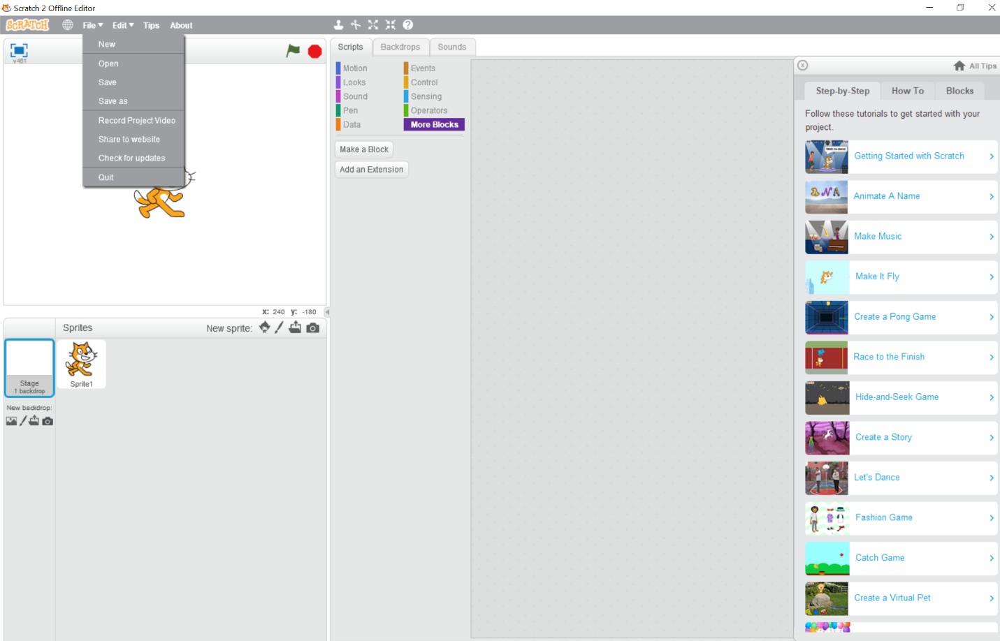 Scratch 2 Offline Editor
SCRATCH File Edit Tips About
v461
New
Open
Save
Save as
Record Project Video
Share to website
Check for updates
Quit
x: 240 y: -180
Sprites New sprite:
Stage
1 backdrop
Sprite1
New backdrop:
Scripts Backdrops Sounds
Motion Events
Looks Control
Sound Sensing
Pen Operators
Data More Blocks
Make a Block
Add an Extension
All Tips
Step-by-Step How To Blocks
Follow these tutorials to get started with your
project.
Getting Started with Scratch
Animate A Name
Make Music
Make It Fly
Create a Pong Game
Race to the Finish
Hide-and-Seek Game
Create a Story
Let's Dance
Fashion Game
Catch Game
Create a Virtual Pet